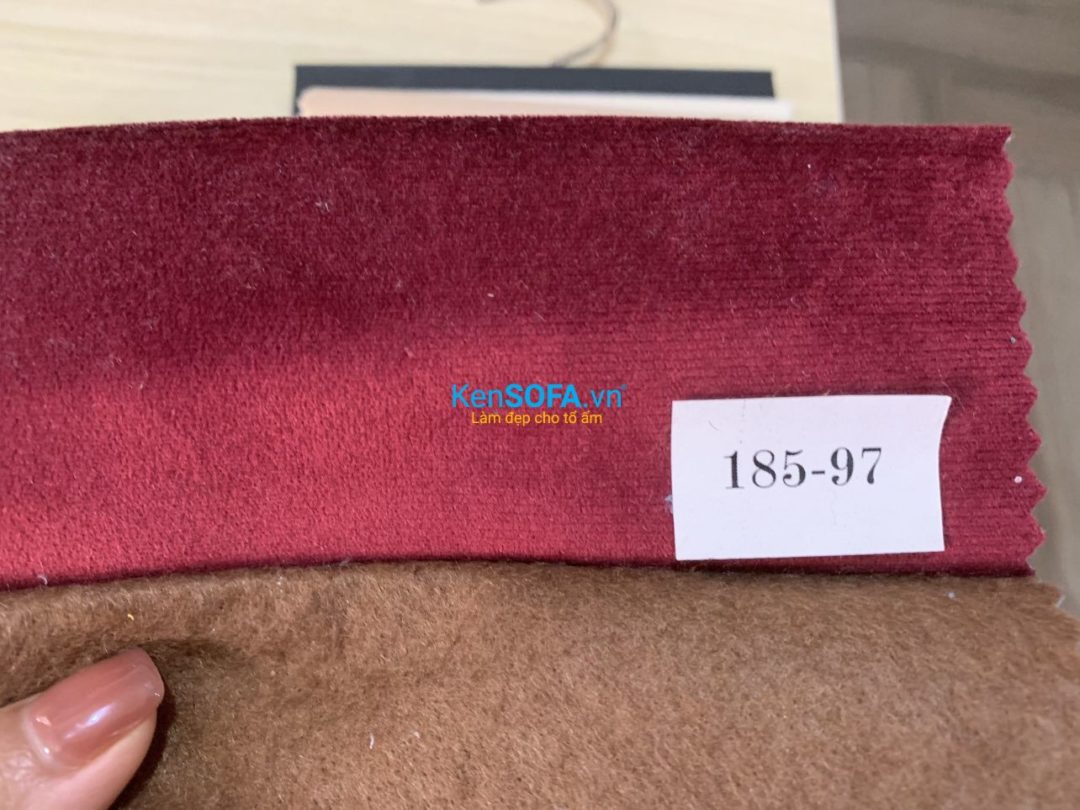 KenSOFA.vn
Làm đẹp cho tổ ấm
185-97